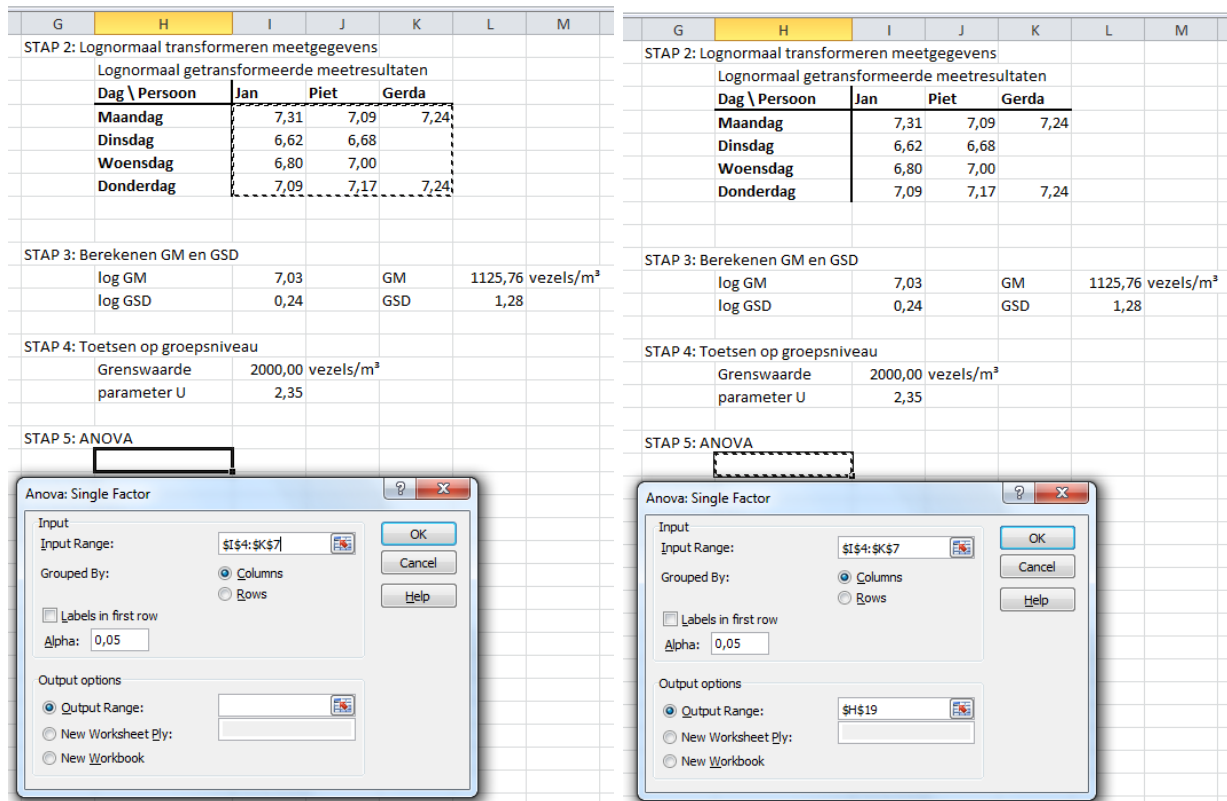 G H I J K L M
STAP 2: Lognormaal transformeren meetgegevens
Lognormaal getransformeerde meetresultaten
Dag \ Persoon Jan Piet Gerda
Maandag 7,31 7,09 7,24
Dinsdag 6,62 6,68
Woensdag 6,80 7,00
Donderdag 7,09 7,17 7,24
STAP 3: Berekenen GM en GSD
log GM 7,03 GM 1125,76 vezels/m³
log GSD 0,24 GSD 1,28
STAP 4: Toetsen op groepsniveau
Grenswaarde 2000,00 vezels/m³
parameter U 2,35
STAP 5: ANOVA
Anova: Single Factor
Input
Input Range: $I$4:$K$7
OK
Grouped By: Columns
Cancel
Rows
Help
Labels in first row
Alpha: 0,05
Output options
Output Range:
New Worksheet Ply:
New Workbook
G H I J K L M
STAP 2: Lognormaal transformeren meetgegevens
Lognormaal getransformeerde meetresultaten
Dag \ Persoon Jan Piet Gerda
Maandag 7,31 7,09 7,24
Dinsdag 6,62 6,68
Woensdag 6,80 7,00
Donderdag 7,09 7,17 7,24
STAP 3: Berekenen GM en GSD
log GM 7,03 GM 1125,76 vezels/m³
log GSD 0,24 GSD 1,28
STAP 4: Toetsen op groepsniveau
Grenswaarde 2000,00 vezels/m³
parameter U 2,35
STAP 5: ANOVA
Anova: Single Factor
Input
Input Range: $I$4:$K$7
OK
Grouped By: Columns
Cancel
Rows
Help
Labels in first row
Alpha: 0,05
Output options
Output Range: $H$19
New Worksheet Ply:
New Workbook